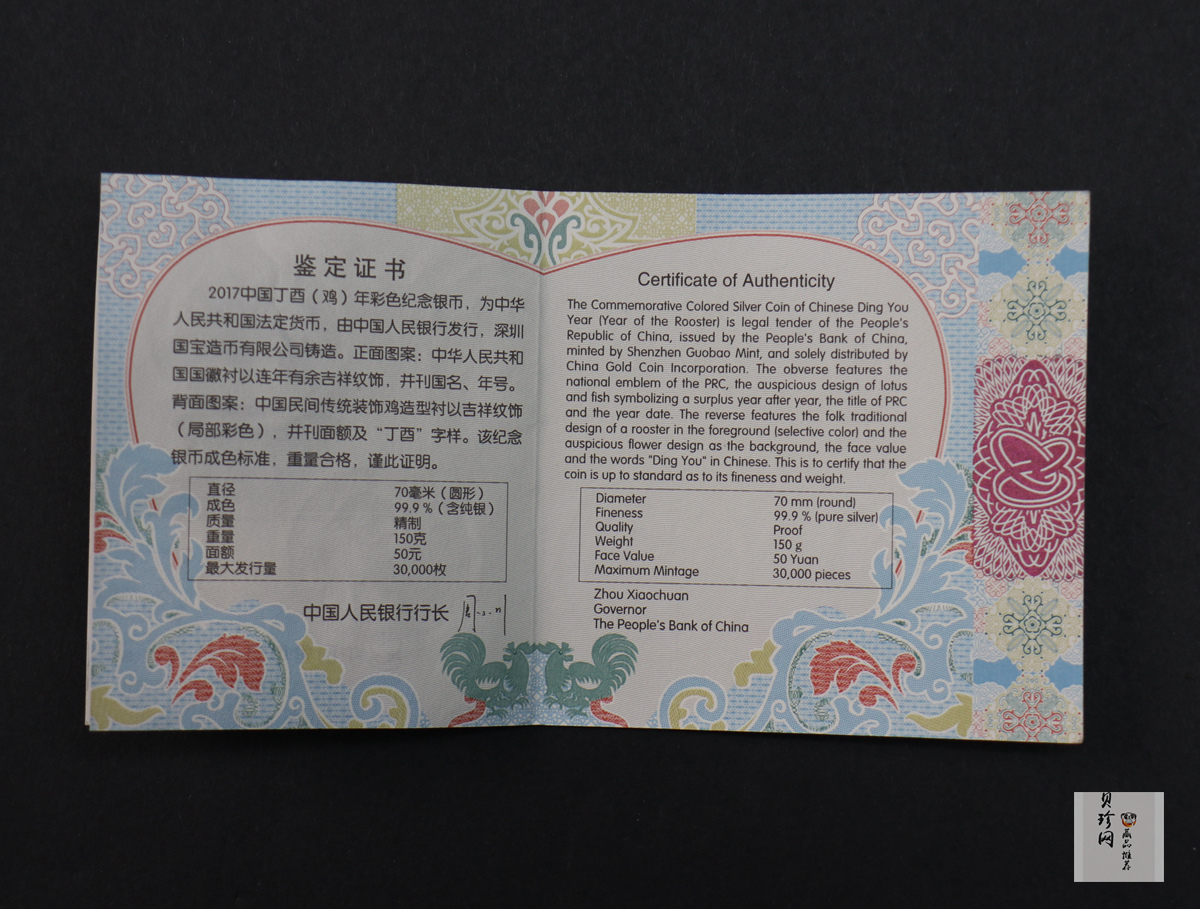 鉴定证书
2017中国丁酉（鸡）年彩色纪念银币，为中华
人民共和国法定货币，由中国人民银行发行，深圳
国宝造币有限公司铸造。正面图案：中华人民共和
国国徽衬以连年有余吉祥纹饰，并刊国名、年号。
背面图案：中国民间传统装饰鸡造型衬以吉祥纹饰
（局部彩色），并刊面额及“丁酉”字样。该纪念
银币成色标准，重量合格，谨此证明。
直径 70毫米（圆形）
成色 99.9％（含纯银）
质量 精制
重量 150克
面额 50元
最大发行量 30,000枚
中国人民银行行长
Certificate of Authenticity
The Commemorative Colored Silver Coin of Chinese Ding You
Year (Year of the Rooster) is legal tender of the People's
Republic of China, issued by the People's Bank of China,
minted by Shenzhen Guobao Mint, and solely distributed by
China Gold Coin Incorporation. The obverse features the
national emblem of the PRC, the auspicious design of lotus
and fish symbolizing a surplus year after year, the title of PRC
and the year date. The reverse features the folk traditional
design of a rooster in the foreground (selective color) and the
auspicious flower design as the background, the face value
and the words "Ding You" in Chinese. This is to certify that the
coin is up to standard as to its fineness and weight.
Diameter 70 mm (round)
Fineness 99.9 % (pure silver)
Quality Proof
Weight 150 g
Face Value 50 Yuan
Maximum Mintage 30,000 pieces
Zhou Xiaochuan
Governor
The People's Bank of China
贝珍网
藏品推荐